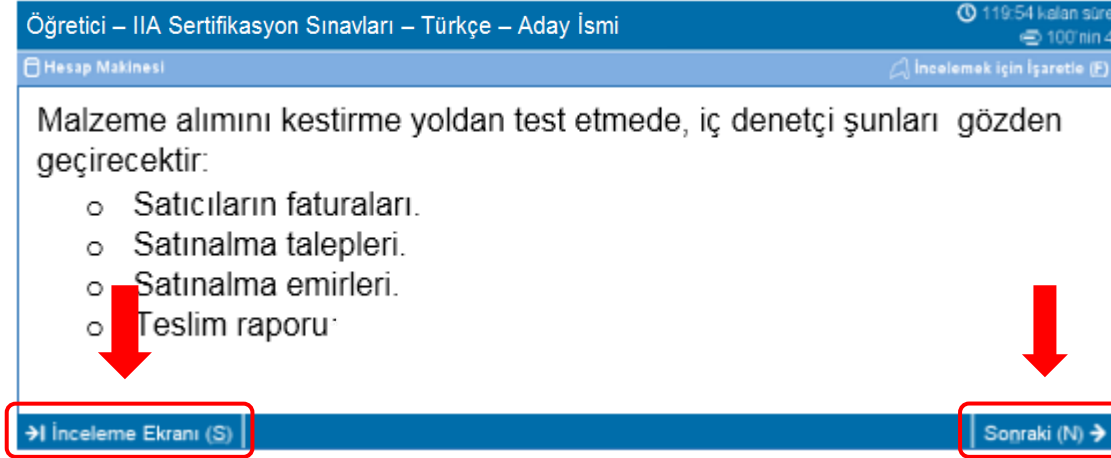 Öğretici – IIA Sertifikasyon Sınavları – Türkçe – Aday İsmi
119:54 kalan süre
100'nin 4
Hesap Makinesi
İncelemek için İşaretle (F)
Malzeme alımını kestirme yoldan test etmede, iç denetçi şunları gözden
geçirecektir:
o Satıcıların faturaları.
o Satınalma talepleri.
o Satınalma emirleri.
o Teslim raporu.
İnceleme Ekranı (S)
Sonraki (N)